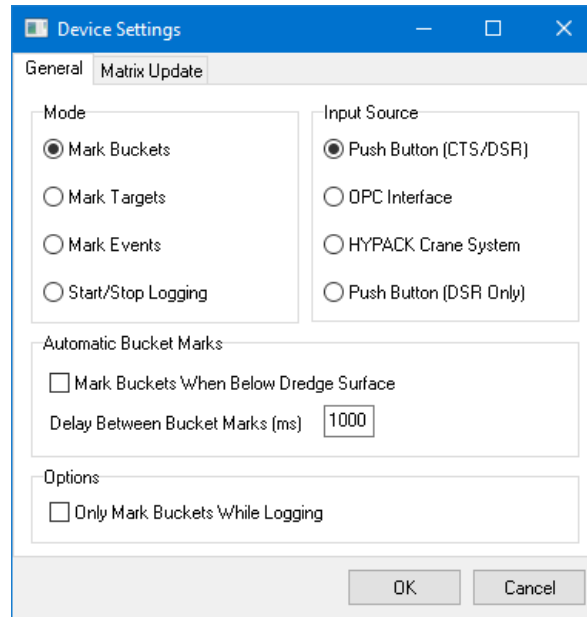 Device Settings
General Matrix Update
Mode
Mark Buckets
Mark Targets
Mark Events
Start/Stop Logging
Input Source
Push Button (CTS/DSR)
OPC Interface
HYPACK Crane System
Push Button (DSR Only)
Automatic Bucket Marks
Mark Buckets When Below Dredge Surface
Delay Between Bucket Marks (ms) 1000
Options
Only Mark Buckets While Logging
OK Cancel